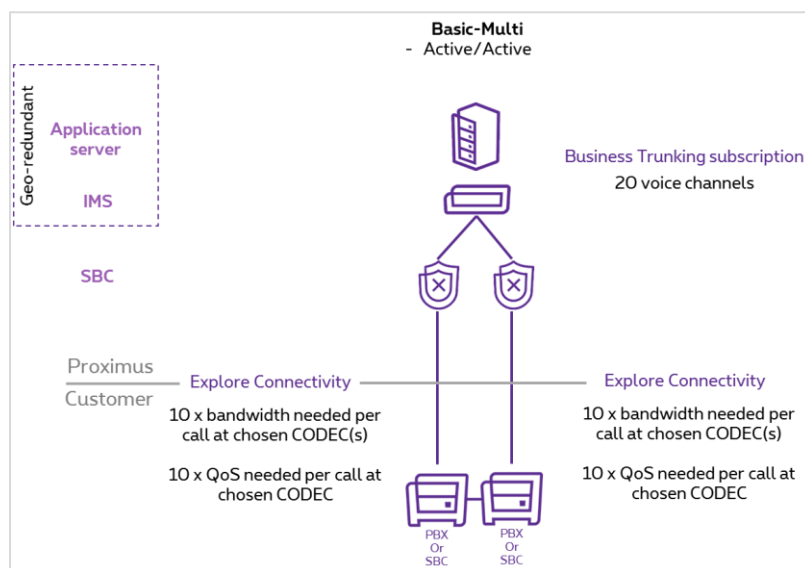 Basic-Multi
- Active/Active
Geo-redundant
Application
server
IMS
Business Trunking subscription
20 voice channels
SBC
Proximus
Customer
Explore Connectivity
10 x bandwidth needed per
call at chosen CODEC(s)
10 x QoS needed per call at
chosen CODEC
Explore Connectivity
10 x bandwidth needed per
call at chosen CODEC(s)
10 x QoS needed per call at
chosen CODEC
PBX
Or
SBC
PBX
Or
SBC